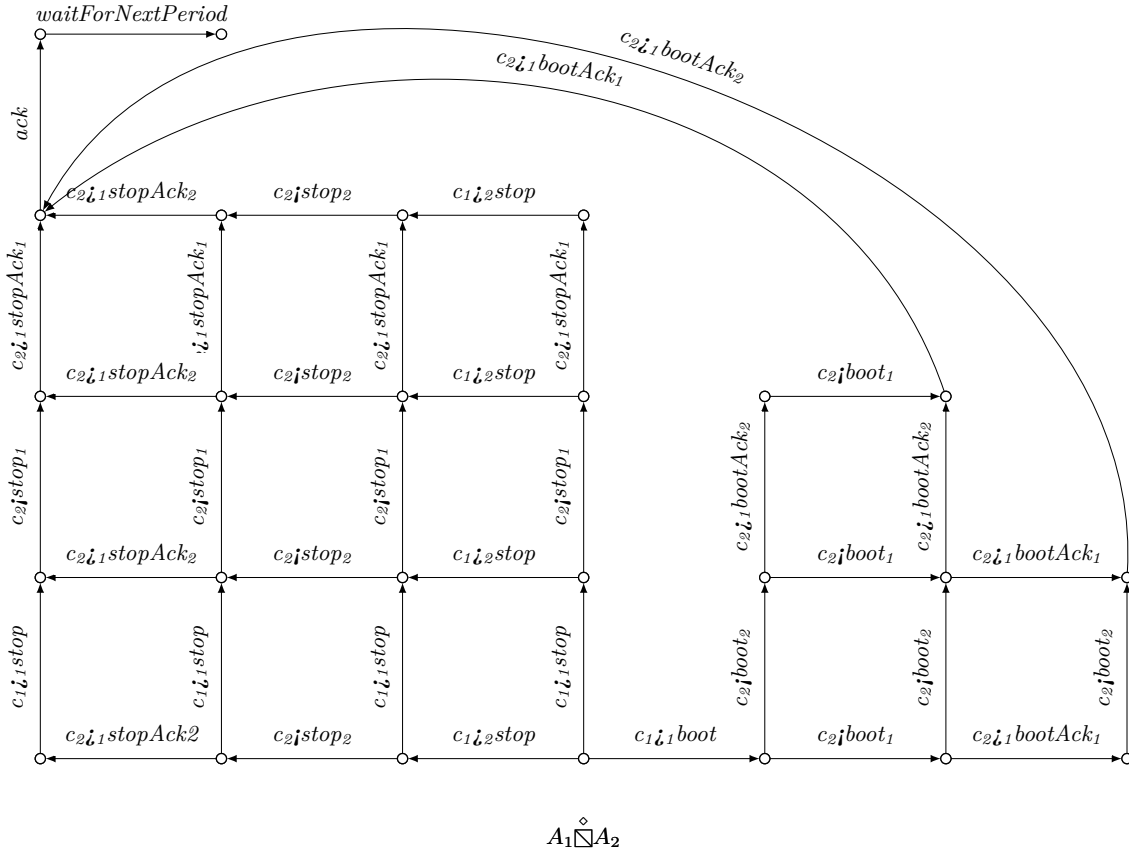 waitForNextPeriod
c₂¿₁bootAck₂
c₂¿₁bootAck₁
ack
c₂¿₁stopAck₂
c₂¡stop₂
c₁¿₂stop
c₂¿₁stopAck₁
¿₁stopAck₁
c₂¿₁stopAck₁
c₂¿₁stopAck₁
c₂¿₁stopAck₂
c₂¡stop₂
c₁¿₂stop
c₂¡boot₁
c₂¡stop₁
c₂¡stop₁
c₂¡stop₁
c₂¡stop₁
c₂¿₁bootAck₂
c₂¿₁bootAck₂
c₂¿₁stopAck₂
c₂¡stop₂
c₁¿₂stop
c₂¡boot₁
c₂¿₁bootAck₁
c₁¿₁stop
c₁¿₁stop
c₁¿₁stop
c₁¿₁stop
c₂¡boot₂
c₂¡boot₂
c₂¡boot₂
c₂¿₁stopAck2
c₂¡stop₂
c₁¿₂stop
c₁¿₁boot
c₂¡boot₁
c₂¿₁bootAck₁
A₁⧅A₂